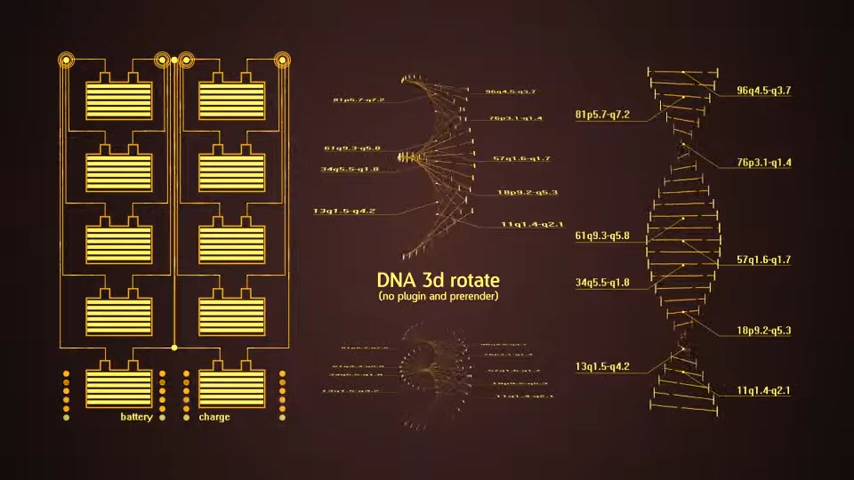 battery
charge
81p5.7-q7.2
96q4.5-q3.7
76p3.1-q1.4
61q9.3-q5.8
57q1.6-q1.7
34q5.5-q1.8
18p9.2-q5.3
13q1.5-q4.2
11q1.4-q2.1
DNA 3d rotate
(no plugin and prerender)
96q4.5-q3.7
81p5.7-q7.2
76p3.1-q1.4
61q9.3-q5.8
57q1.6-q1.7
34q5.5-q1.8
18p9.2-q5.3
13q1.5-q4.2
11q1.4-q2.1